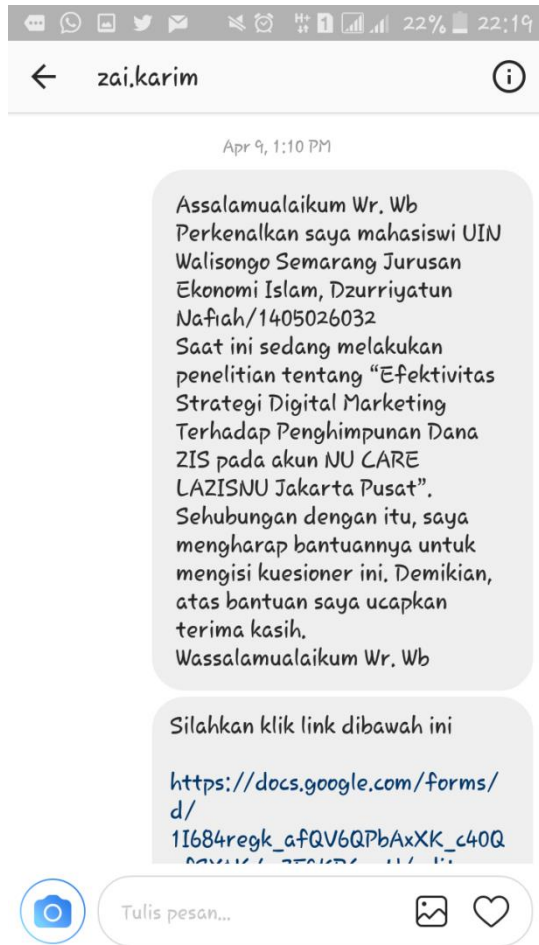 22% 22:19
zai.karim
Apr 9, 1:10 PM
Assalamualaikum Wr. Wb
Perkenalkan saya mahasiswi UIN
Walisongo Semarang Jurusan
Ekonomi Islam, Dzurriyatun
Nafiah/1405026032
Saat ini sedang melakukan
penelitian tentang “Efektivitas
Strategi Digital Marketing
Terhadap Penghimpunan Dana
ZIS pada akun NU CARE
LAZISNU Jakarta Pusat”.
Sehubungan dengan itu, saya
mengharap bantuannya untuk
mengisi kuesioner ini. Demikian,
atas bantuan saya ucapkan
terima kasih.
Wassalamualaikum Wr. Wb
Silahkan klik link dibawah ini
https://docs.google.com/forms/
d/
1I684regk_afQV6QPbAxXK_c40Q
Tulis pesan...